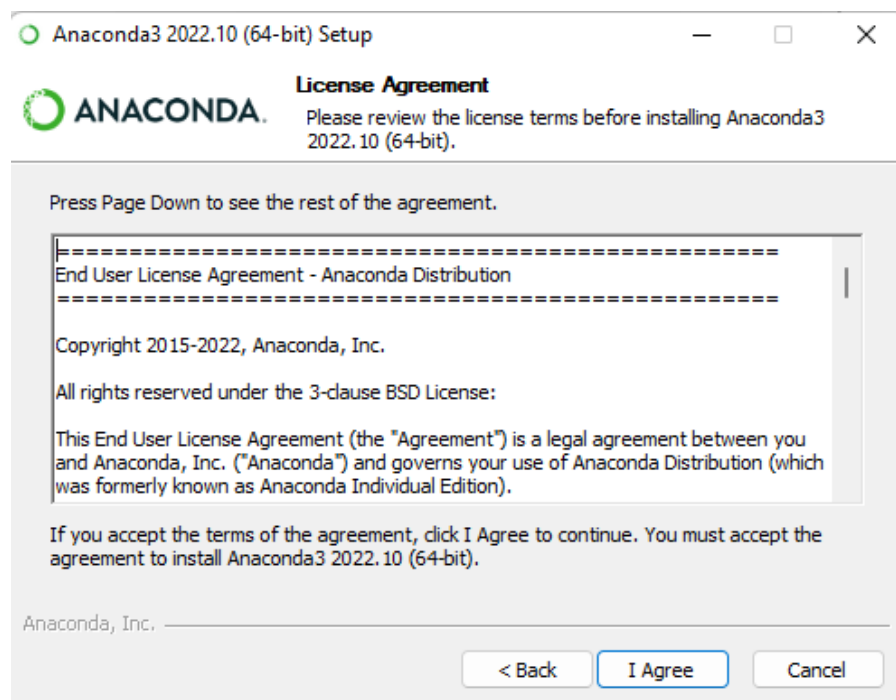 Anaconda3 2022.10 (64-bit) Setup
License Agreement
ANACONDA.
Please review the license terms before installing Anaconda3
2022.10 (64-bit).
Press Page Down to see the rest of the agreement.
==================================================
End User License Agreement - Anaconda Distribution
==================================================
Copyright 2015-2022, Anaconda, Inc.
All rights reserved under the 3-clause BSD License:
This End User License Agreement (the "Agreement") is a legal agreement between you
and Anaconda, Inc. ("Anaconda") and governs your use of Anaconda Distribution (which
was formerly known as Anaconda Individual Edition).
If you accept the terms of the agreement, click I Agree to continue. You must accept the
agreement to install Anaconda3 2022.10 (64-bit).
Anaconda, Inc.
< Back
I Agree
Cancel